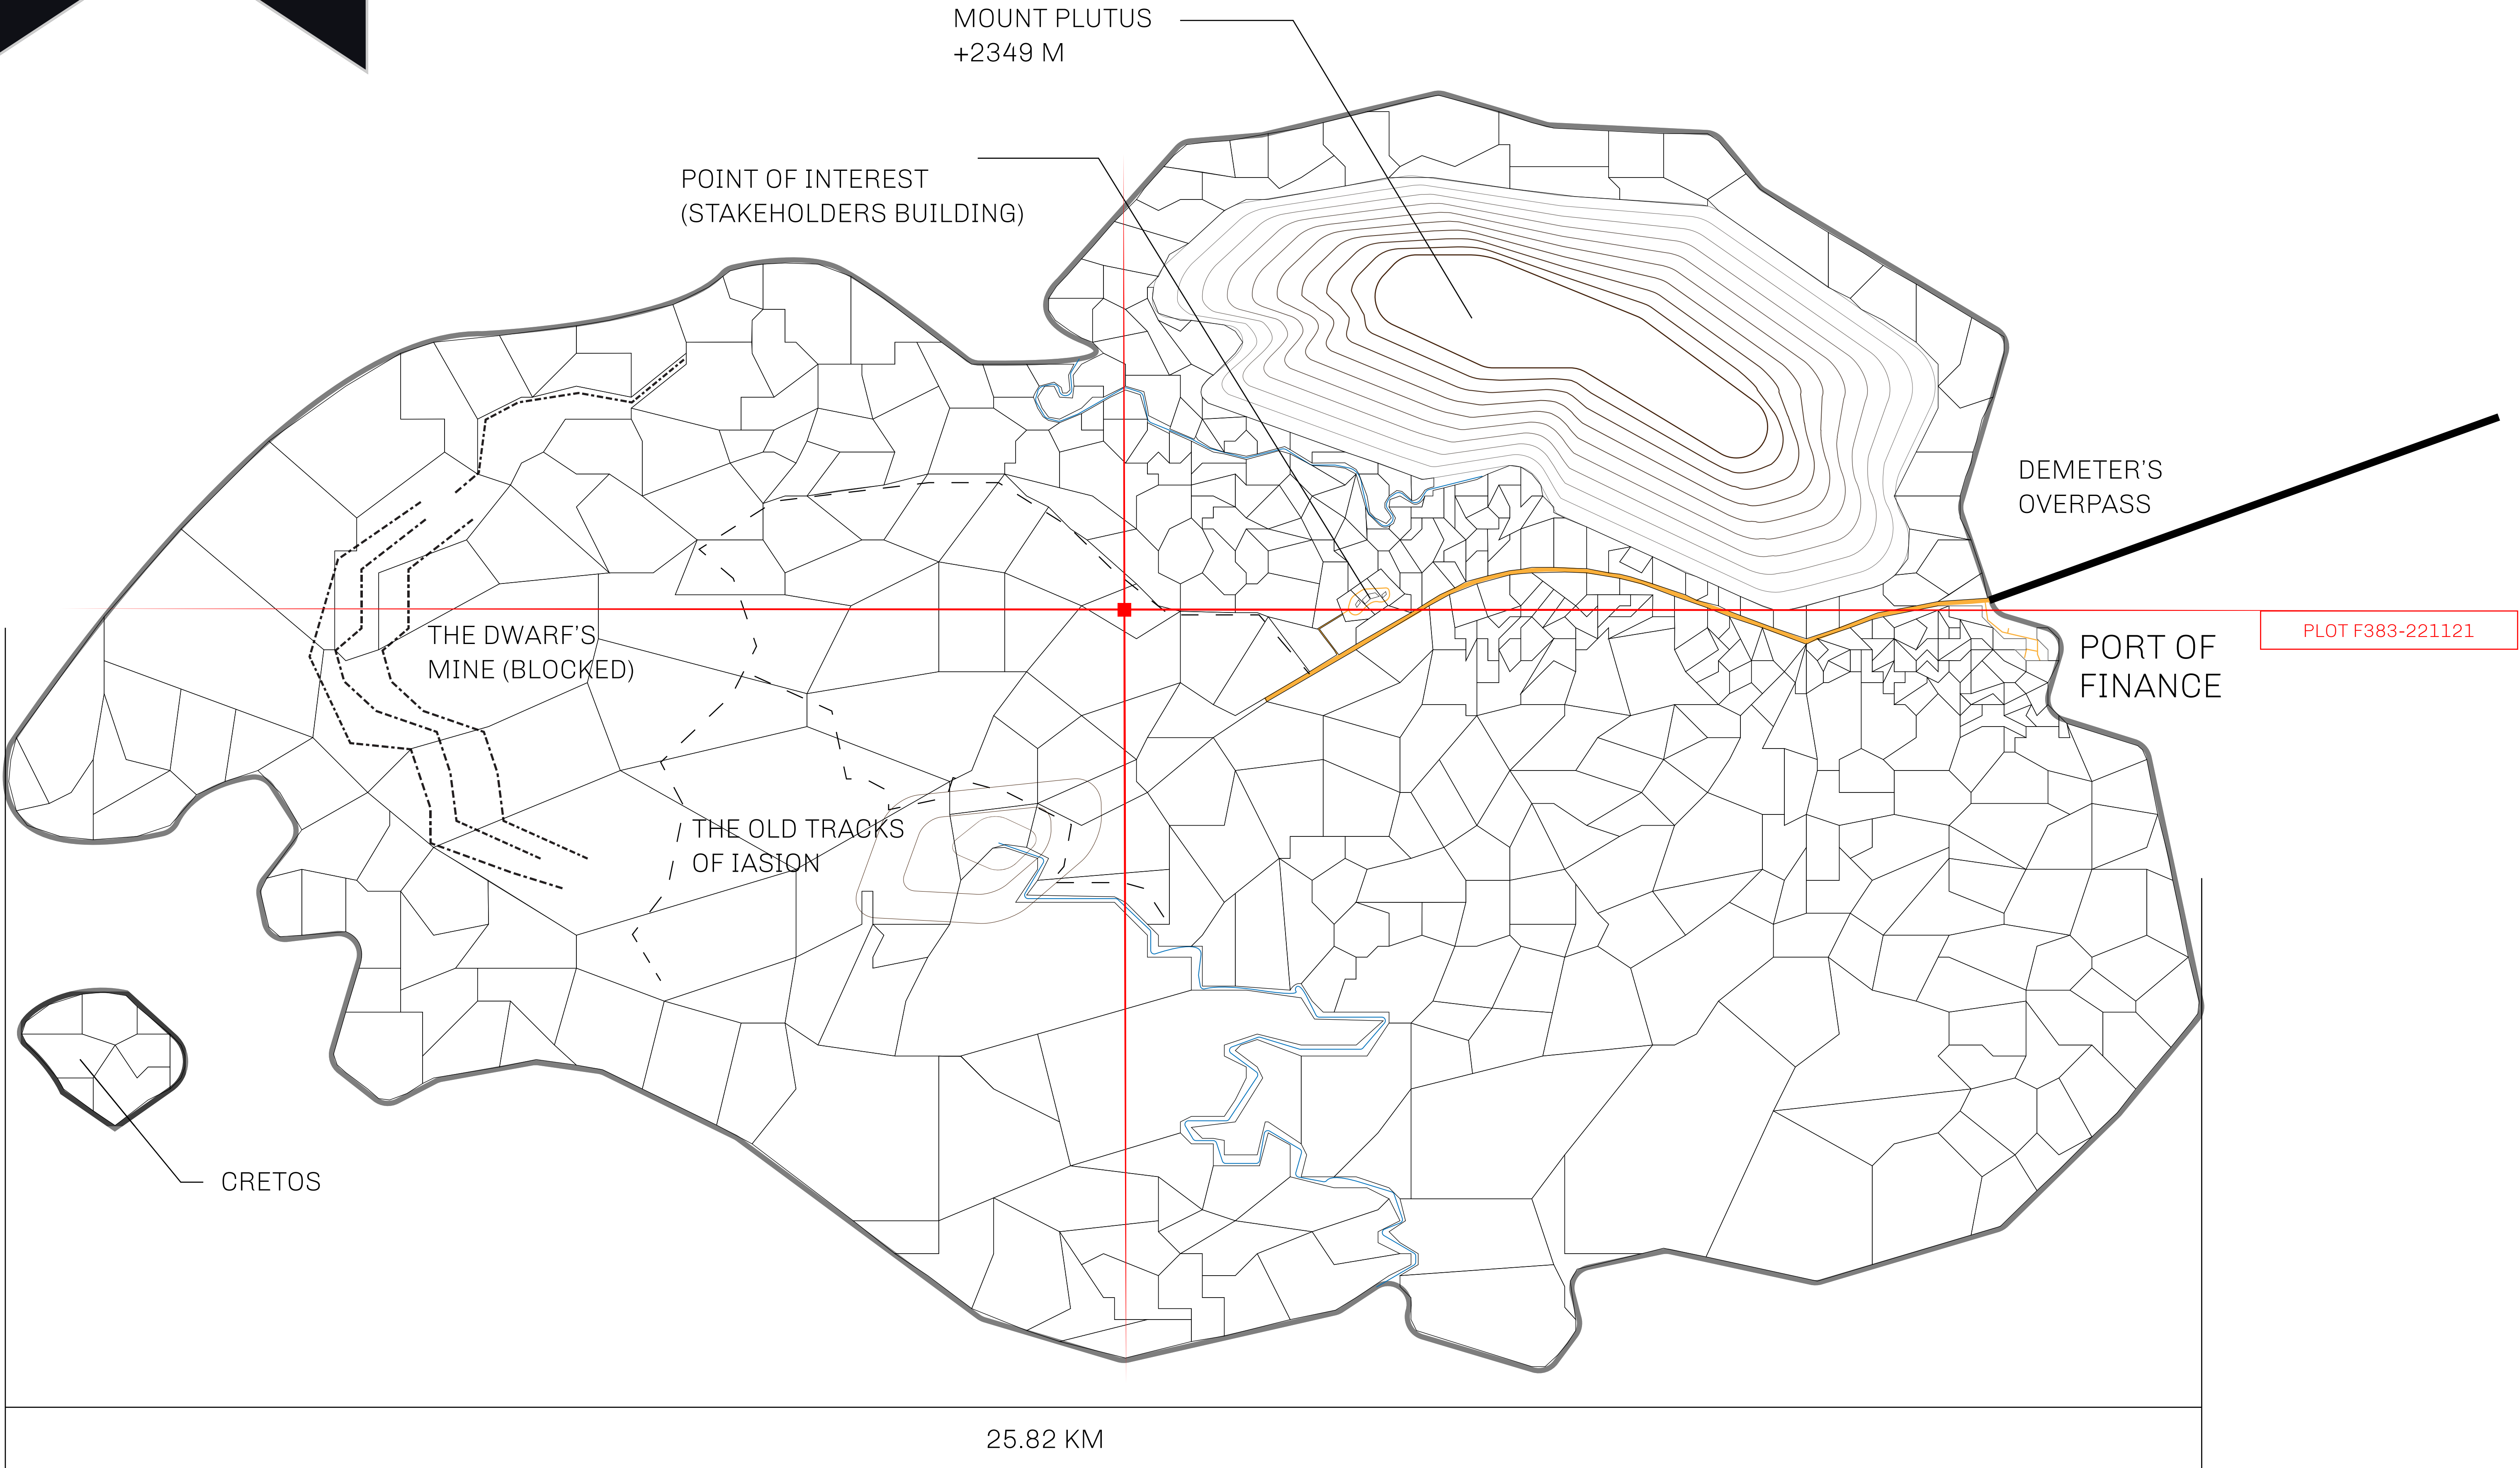 MOUNT PLUTUS
+2349 M
POINT OF INTEREST
(STAKEHOLDERS BUILDING)
DEMETER'S
OVERPASS
THE DWARF'S
MINE (BLOCKED)
PORT OF
FINANCE
PLOT F383-221121
THE OLD TRACKS
OF IASION
CRETOS
25.82 KM